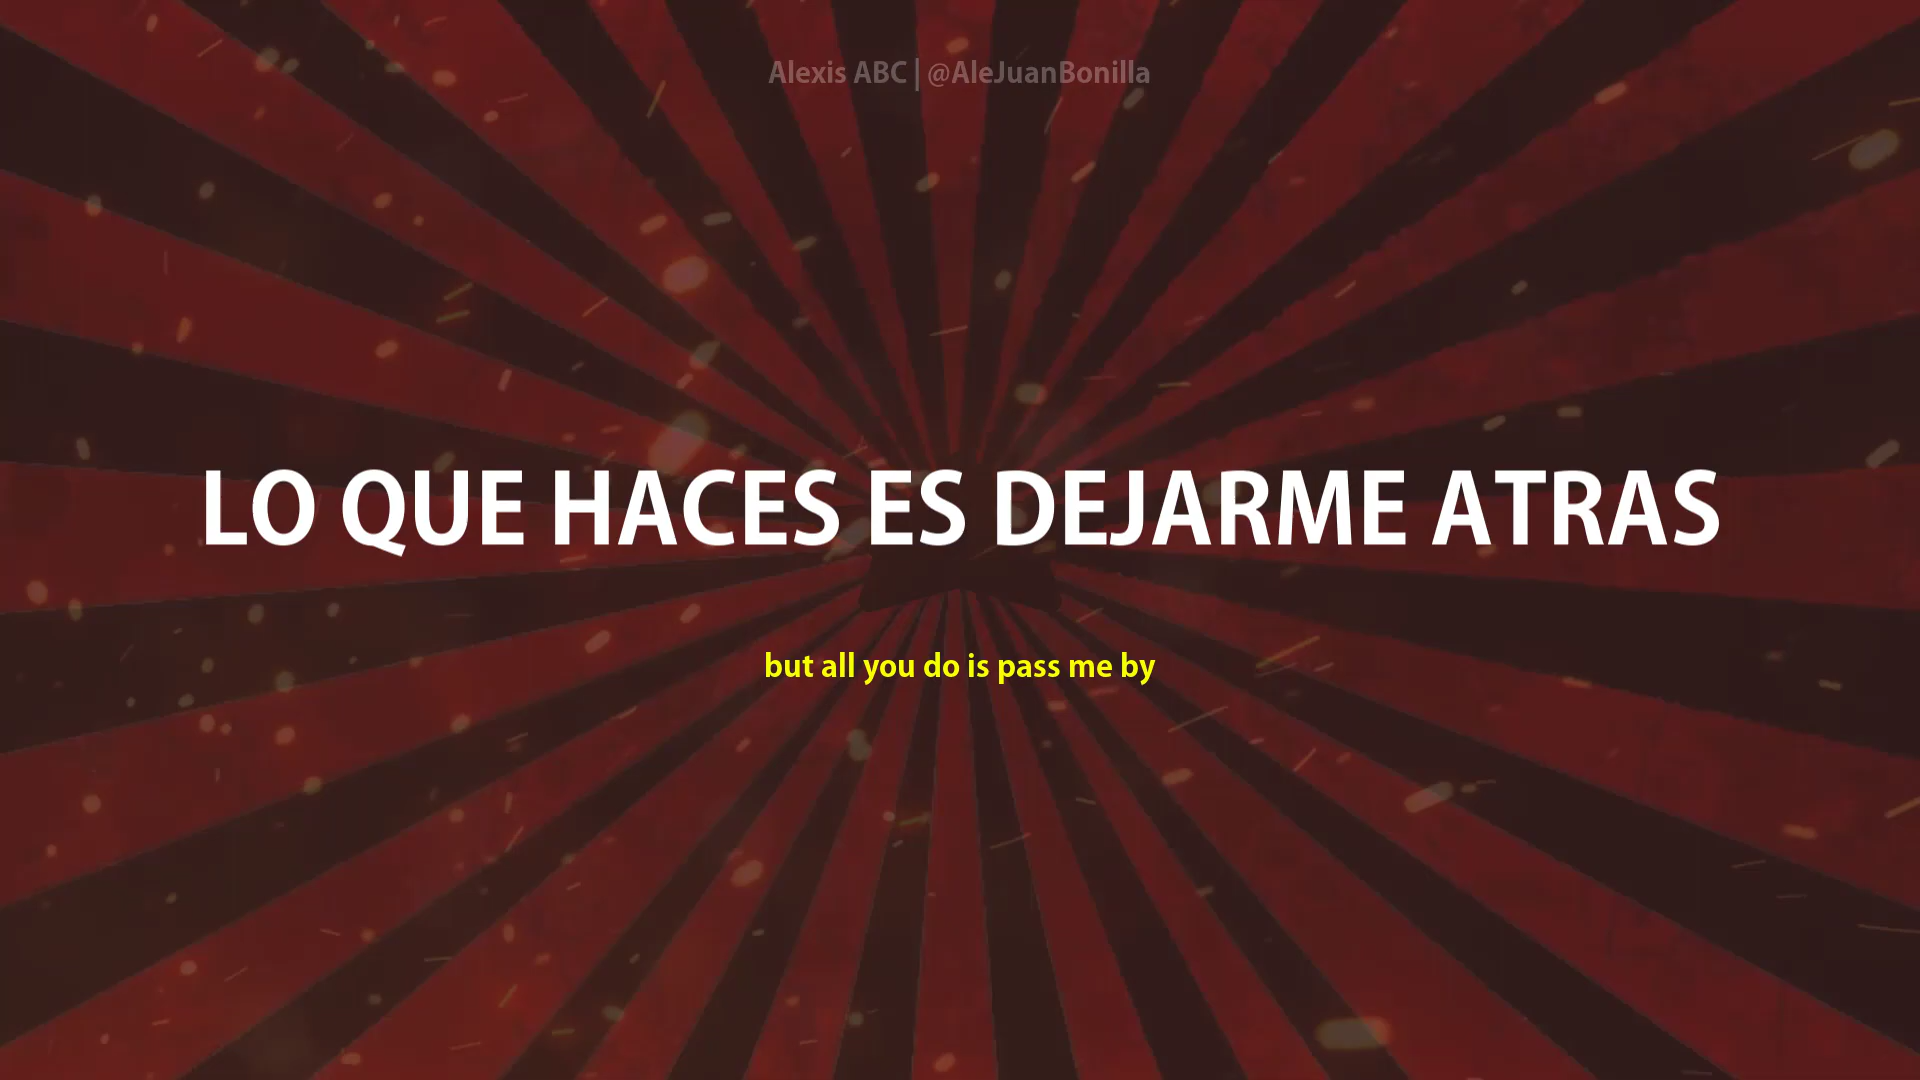 Alexis ABC | @AleJuanBonilla
LO QUE HACES ES DEJARME ATRAS
but all you do is pass me by